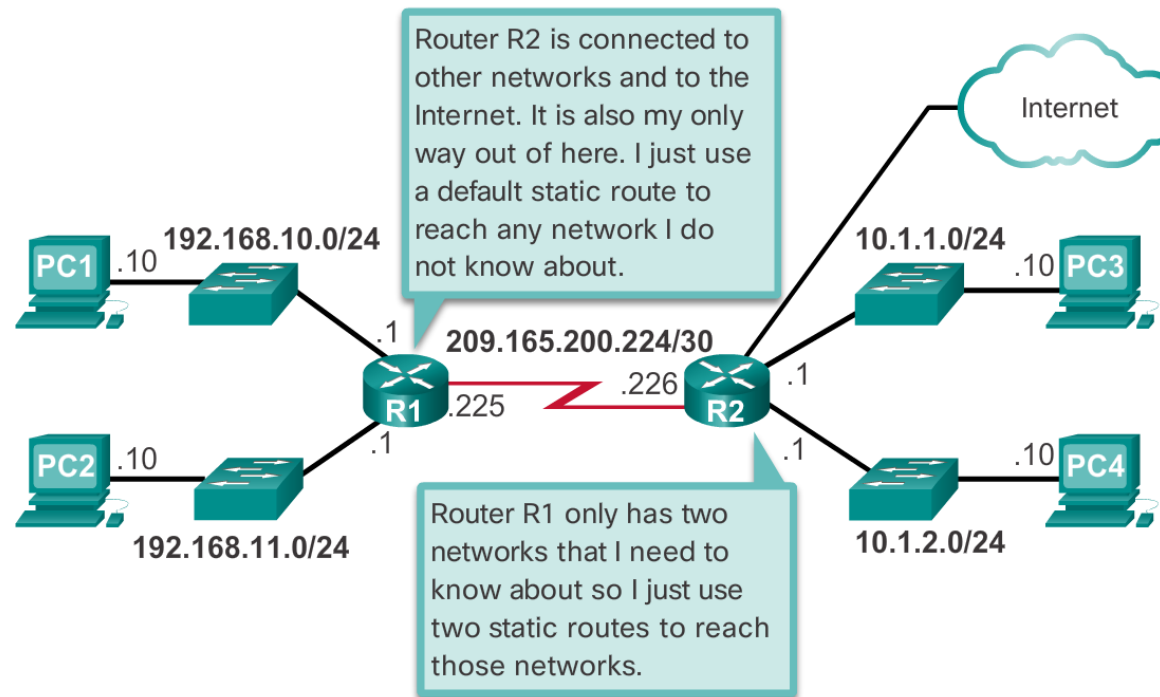 Router R2 is connected to
other networks and to the
Internet. It is also my only
way out of here. I just use
a default static route to
reach any network I do
not know about.
Internet
192.168.10.0/24
10.1.1.0/24
PC1
.10
.10
PC3
.1
209.165.200.224/30
.1
R1
.225
.226
R2
.1
.1
PC2
.10
.10
PC4
192.168.11.0/24
10.1.2.0/24
Router R1 only has two
networks that I need to
know about so I just use
two static routes to reach
those networks.